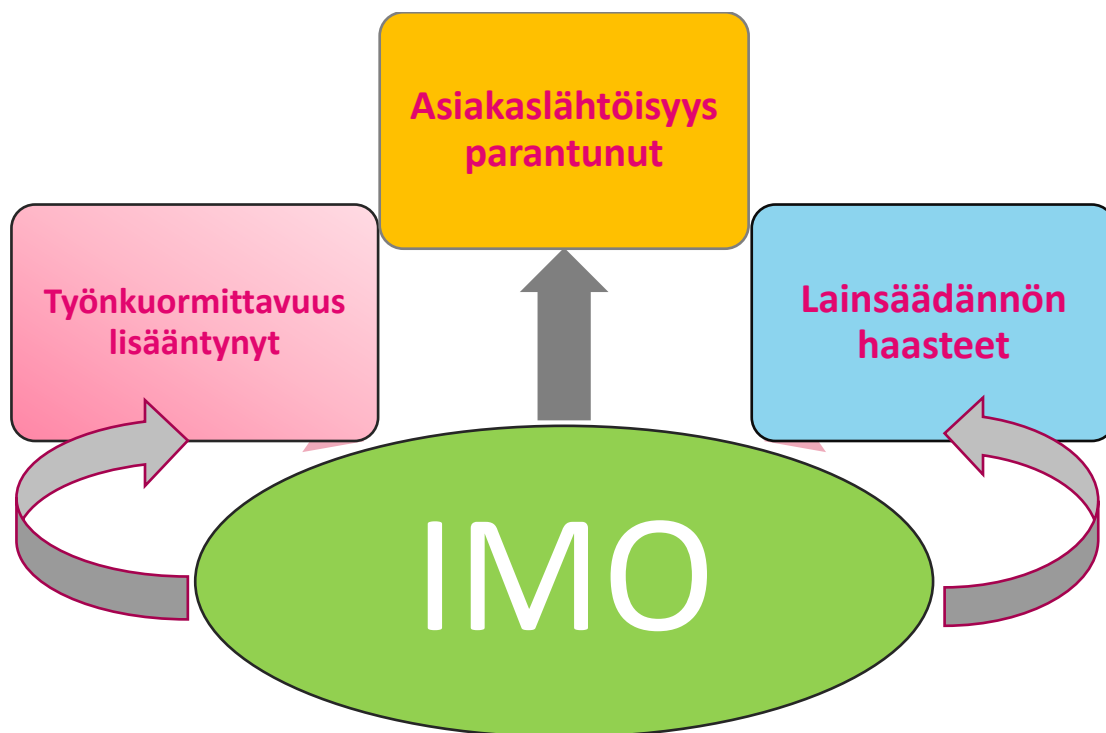 Asiakaslähtöisyys
parantunut
Työnkuormittavuus
lisääntynyt
Lainsäädännön
haasteet
IMO